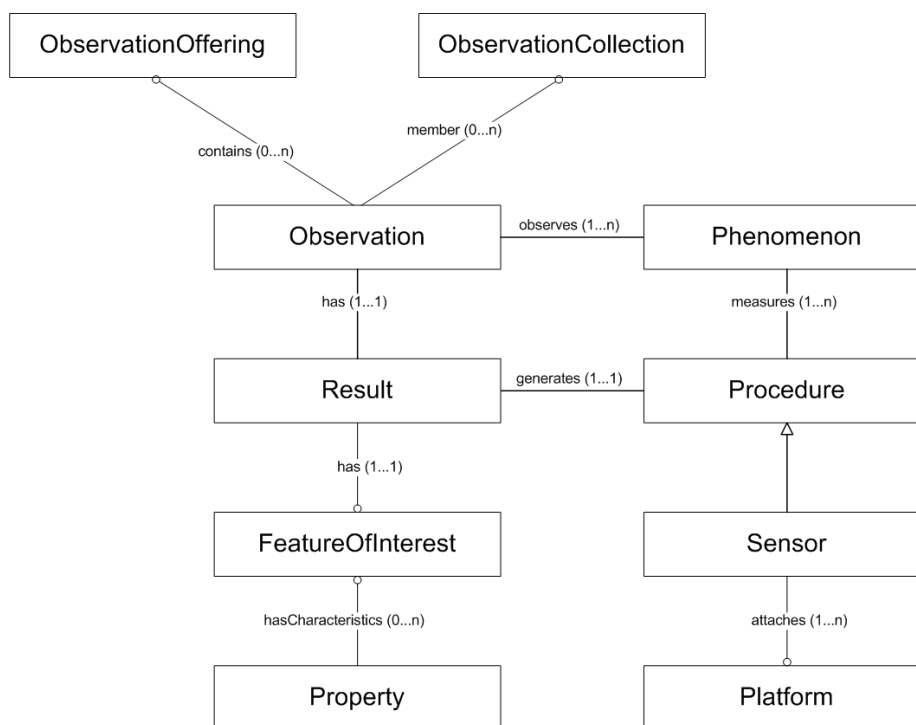 ObservationOffering
ObservationCollection
contains (0...n)
member (0...n)
Observation
observes (1...n)
Phenomenon
has (1...1)
measures (1...n)
Result
generates (1...1)
Procedure
has (1...1)
FeatureOfInterest
Sensor
hasCharacteristics (0...n)
attaches (1...n)
Property
Platform